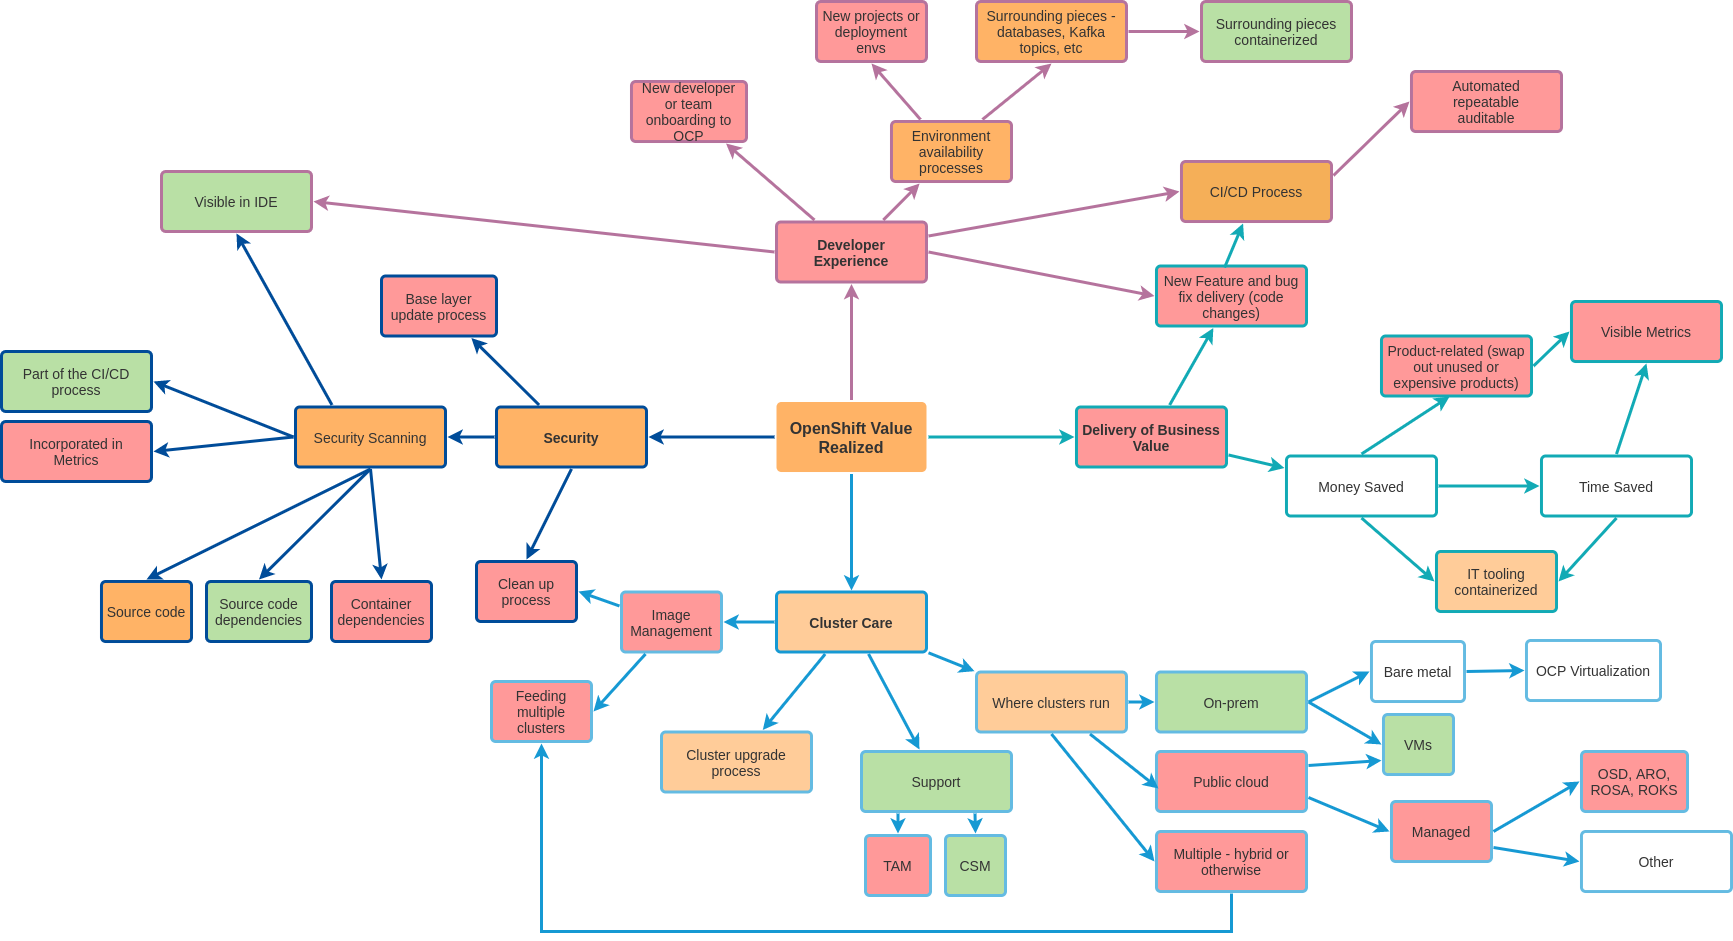 New projects or
deployment
envs
Surrounding pieces -
databases, Kafka
topics, etc
Surrounding pieces
containerized
New developer
or team
onboarding to
OCP
Automated
repeatable
auditable
Environment
availability
processes
Visible in IDE
CI/CD Process
Developer
Experience
Base layer
update process
New Feature and bug
fix delivery (code
changes)
Visible Metrics
Product-related (swap
out unused or
expensive products)
Part of the CI/CD
process
Incorporated in
Metrics
Security Scanning
Security
OpenShift Value
Realized
Delivery of Business
Value
Money Saved
Time Saved
IT tooling
containerized
Source code
Source code
dependencies
Container
dependencies
Clean up
process
Image
Management
Cluster Care
Feeding
multiple
clusters
Cluster upgrade
process
Where clusters run
On-prem
Bare metal
OCP Virtualization
VMs
Support
Public cloud
OSD, ARO,
ROSA, ROKS
Managed
TAM
CSM
Multiple - hybrid or
otherwise
Other